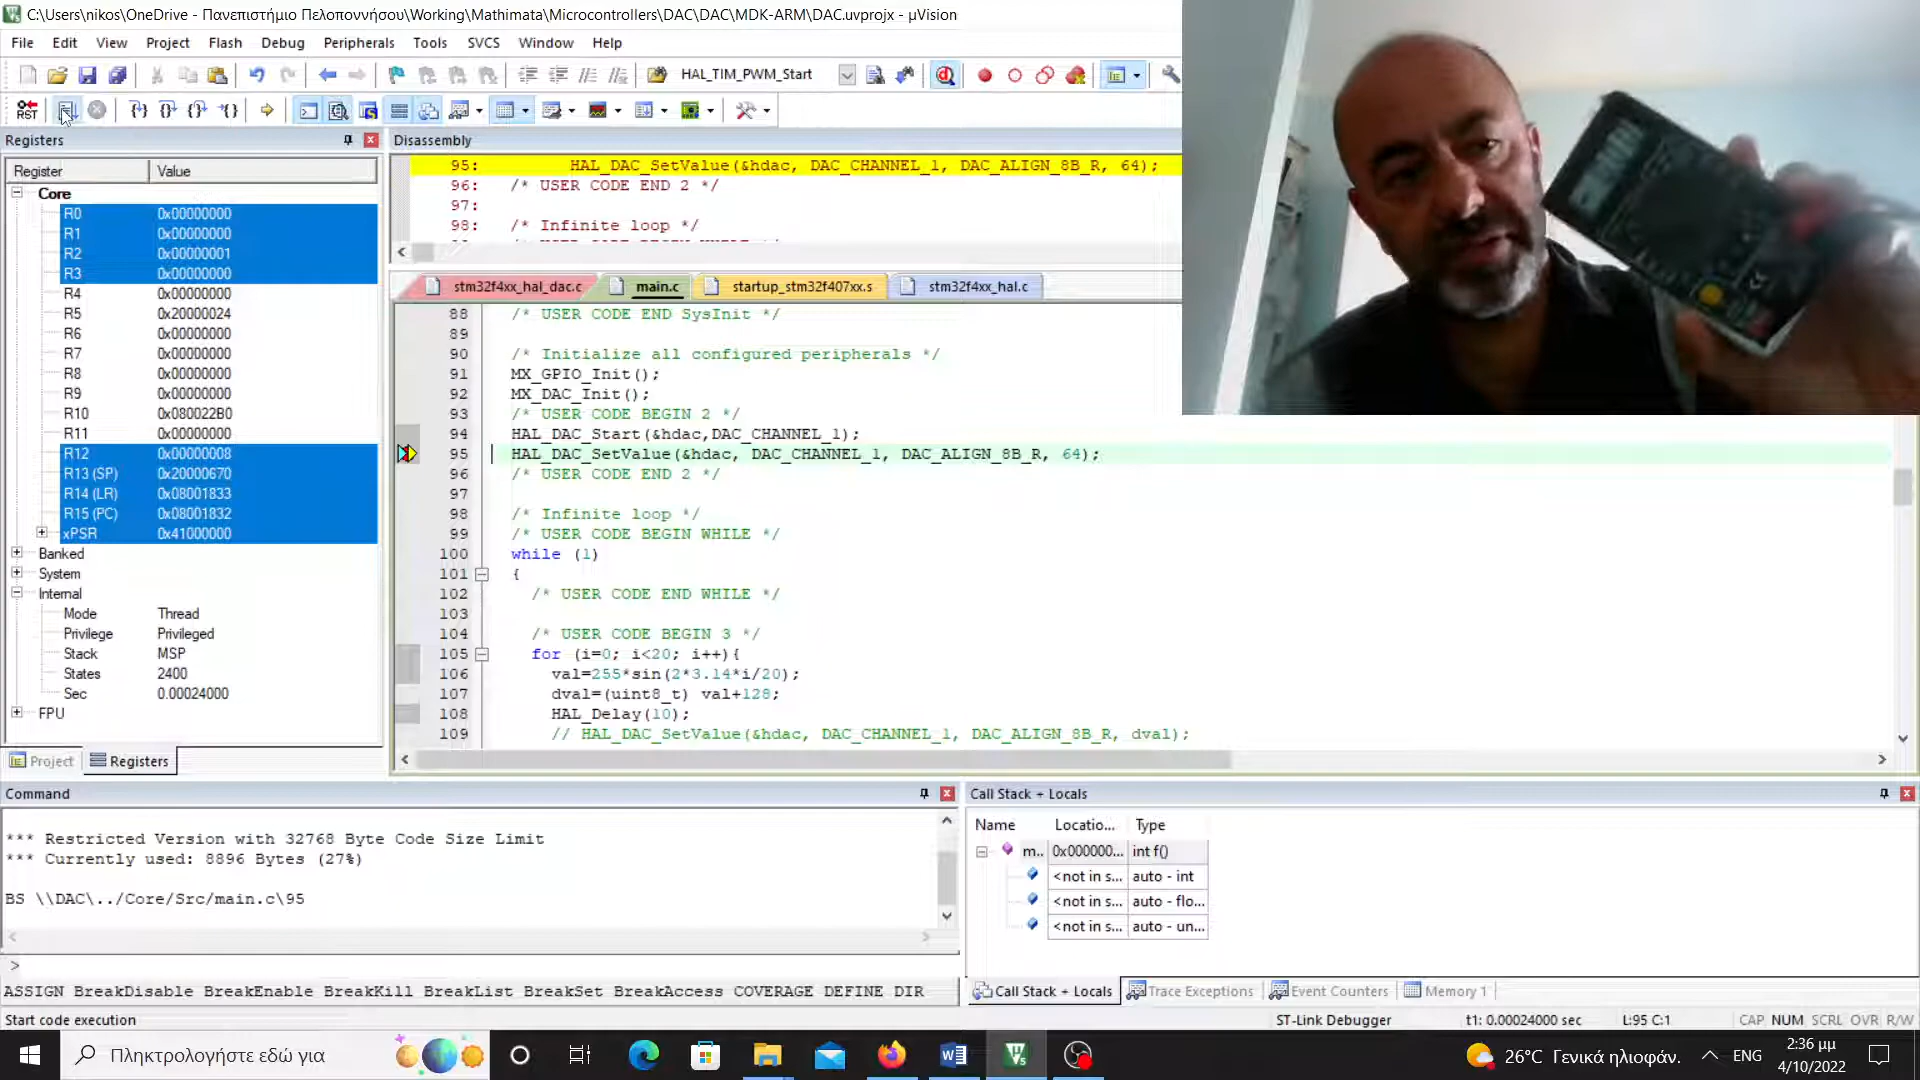 C:\Users\nikos\OneDrive - Πανεπιστήμιο Πελοποννήσου\Working\Mathimata\Microcontrollers\DAC\DAC\MDK-ARM\DAC.uvprojx - µVision
File Edit View Project Flash Debug Peripherals Tools SVCS Window Help
HAL_TIM_PWM_Start
RST
Registers
Register Value
Core
R0 0x00000000
R1 0x00000000
R2 0x00000001
R3 0x00000000
R4 0x00000000
R5 0x20000024
R6 0x00000000
R7 0x00000000
R8 0x00000000
R9 0x00000000
R10 0x080022B0
R11 0x00000000
R12 0x00000008
R13 (SP) 0x20000670
R14 (LR) 0x08001833
R15 (PC) 0x08001832
xPSR 0x41000000
Banked
System
Internal
Mode Thread
Privilege Privileged
Stack MSP
States 2400
Sec 0.00024000
FPU
Project Registers
Disassembly
95: HAL_DAC_SetValue(&hdac, DAC_CHANNEL_1, DAC_ALIGN_8B_R, 64);
96: /* USER CODE END 2 */
97:
98: /* Infinite loop */
stm32f4xx_hal_dac.c main.c startup_stm32f407xx.s stm32f4xx_hal.c
88 /* USER CODE END SysInit */
89
90 /* Initialize all configured peripherals */
91 MX_GPIO_Init();
92 MX_DAC_Init();
93 /* USER CODE BEGIN 2 */
94 HAL_DAC_Start(&hdac,DAC_CHANNEL_1);
95 HAL_DAC_SetValue(&hdac, DAC_CHANNEL_1, DAC_ALIGN_8B_R, 64);
96 /* USER CODE END 2 */
97
98 /* Infinite loop */
99 /* USER CODE BEGIN WHILE */
100 while (1)
101 {
102 /* USER CODE END WHILE */
103
104 /* USER CODE BEGIN 3 */
105 for (i=0; i<20; i++){
106 val=255*sin(2*3.14*i/20);
107 dval=(uint8_t) val+128;
108 HAL_Delay(10);
109 // HAL_DAC_SetValue(&hdac, DAC_CHANNEL_1, DAC_ALIGN_8B_R, dval);
Command
*** Restricted Version with 32768 Byte Code Size Limit
*** Currently used: 8896 Bytes (27%)
BS \\DAC\../Core/Src/main.c\95
>
ASSIGN BreakDisable BreakEnable BreakKill BreakList BreakSet BreakAccess COVERAGE DEFINE DIR
Call Stack + Locals
Name Locatio... Type
m.. 0x000000... int f()
<not in s... auto - int
<not in s... auto - flo...
<not in s... auto - un...
Call Stack + Locals Trace Exceptions Event Counters Memory 1
Start code execution ST-Link Debugger t1: 0.00024000 sec L:95 C:1 CAP NUM SCRL OVR R/W
Πληκτρολογήστε εδώ για
26°C Γενικά ηλιοφάν. ENG
2:36 μμ
4/10/2022